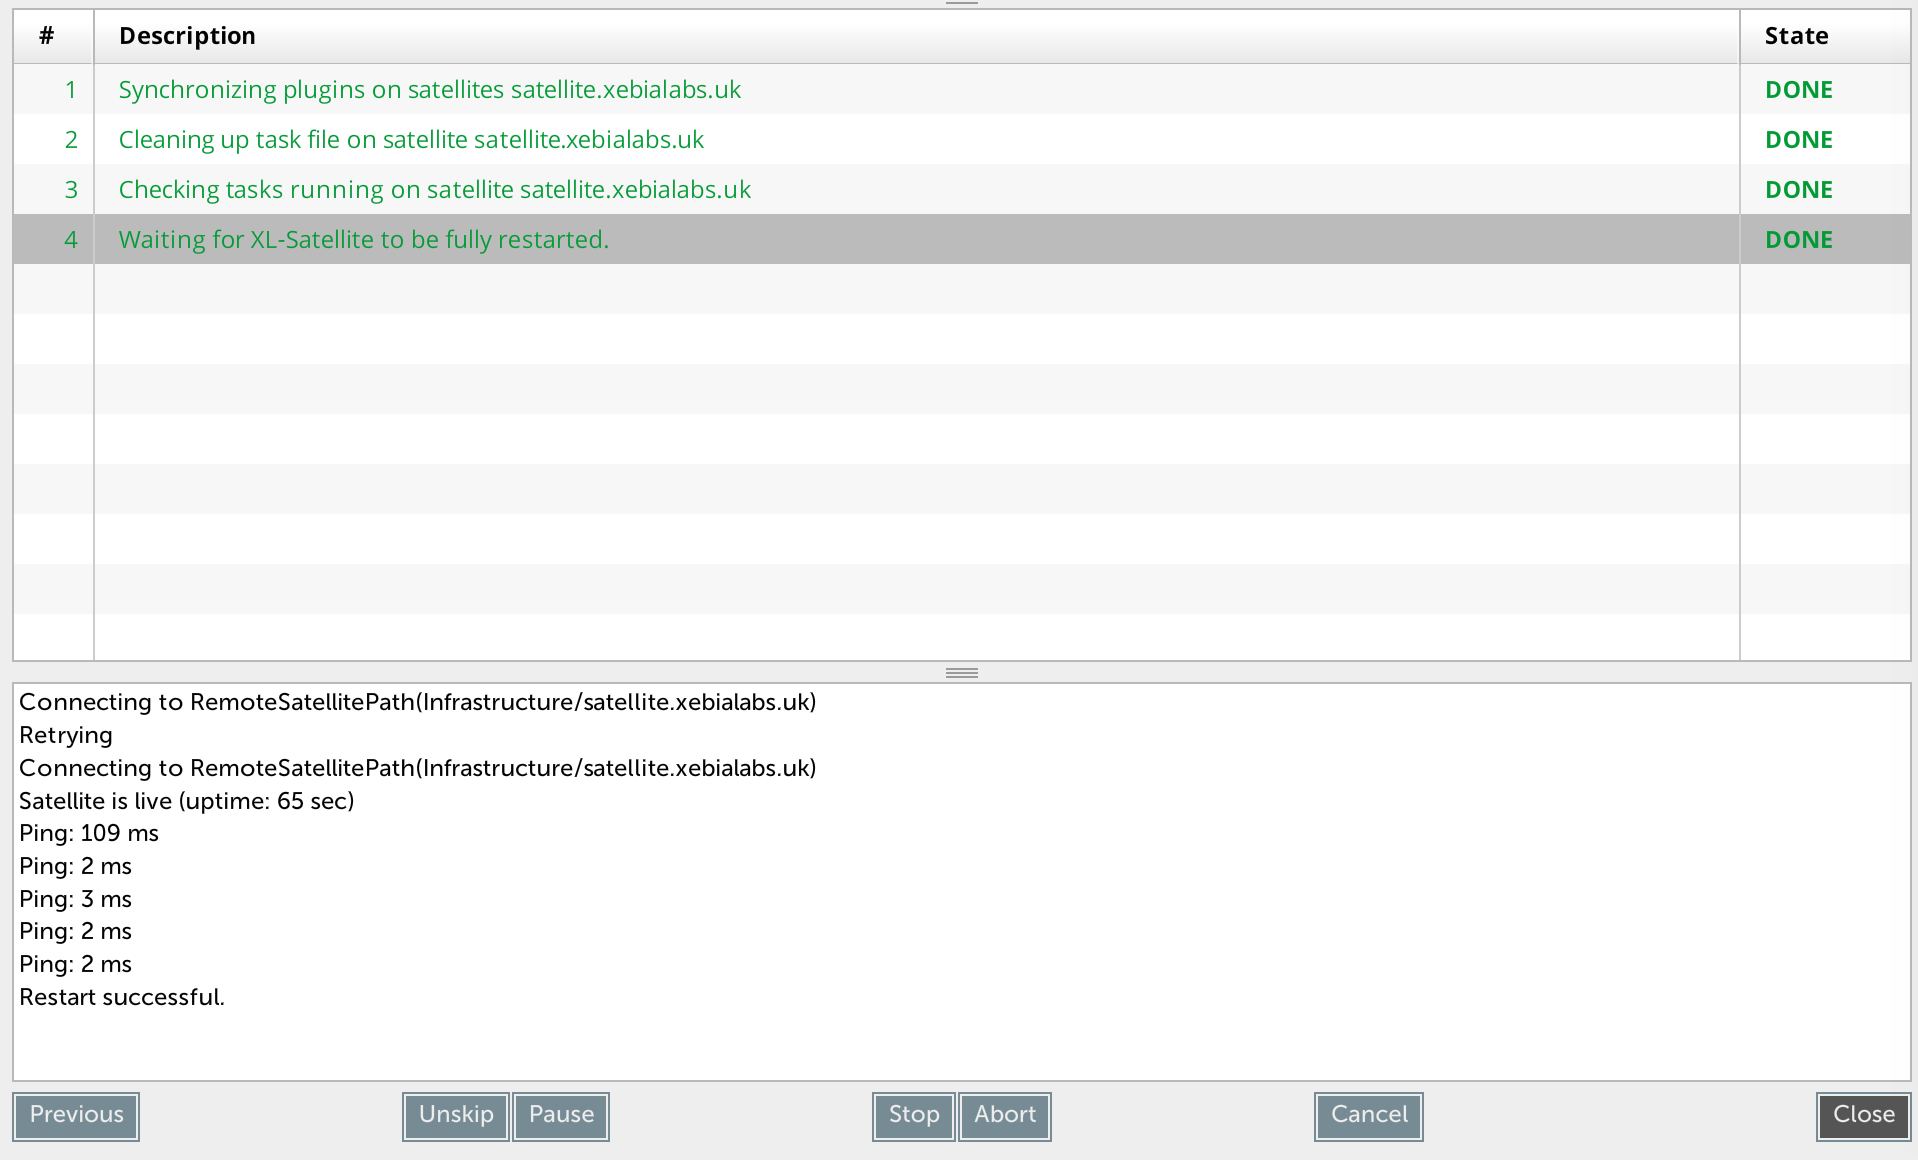 # Description State
1 Synchronizing plugins on satellites satellite.xebialabs.uk DONE
2 Cleaning up task file on satellite satellite.xebialabs.uk DONE
3 Checking tasks running on satellite satellite.xebialabs.uk DONE
4 Waiting for XL-Satellite to be fully restarted. DONE
Connecting to RemoteSatellitePath(Infrastructure/satellite.xebialabs.uk)
Retrying
Connecting to RemoteSatellitePath(Infrastructure/satellite.xebialabs.uk)
Satellite is live (uptime: 65 sec)
Ping: 109 ms
Ping: 2 ms
Ping: 3 ms
Ping: 2 ms
Ping: 2 ms
Restart successful.
Previous Unskip Pause Stop Abort Cancel Close